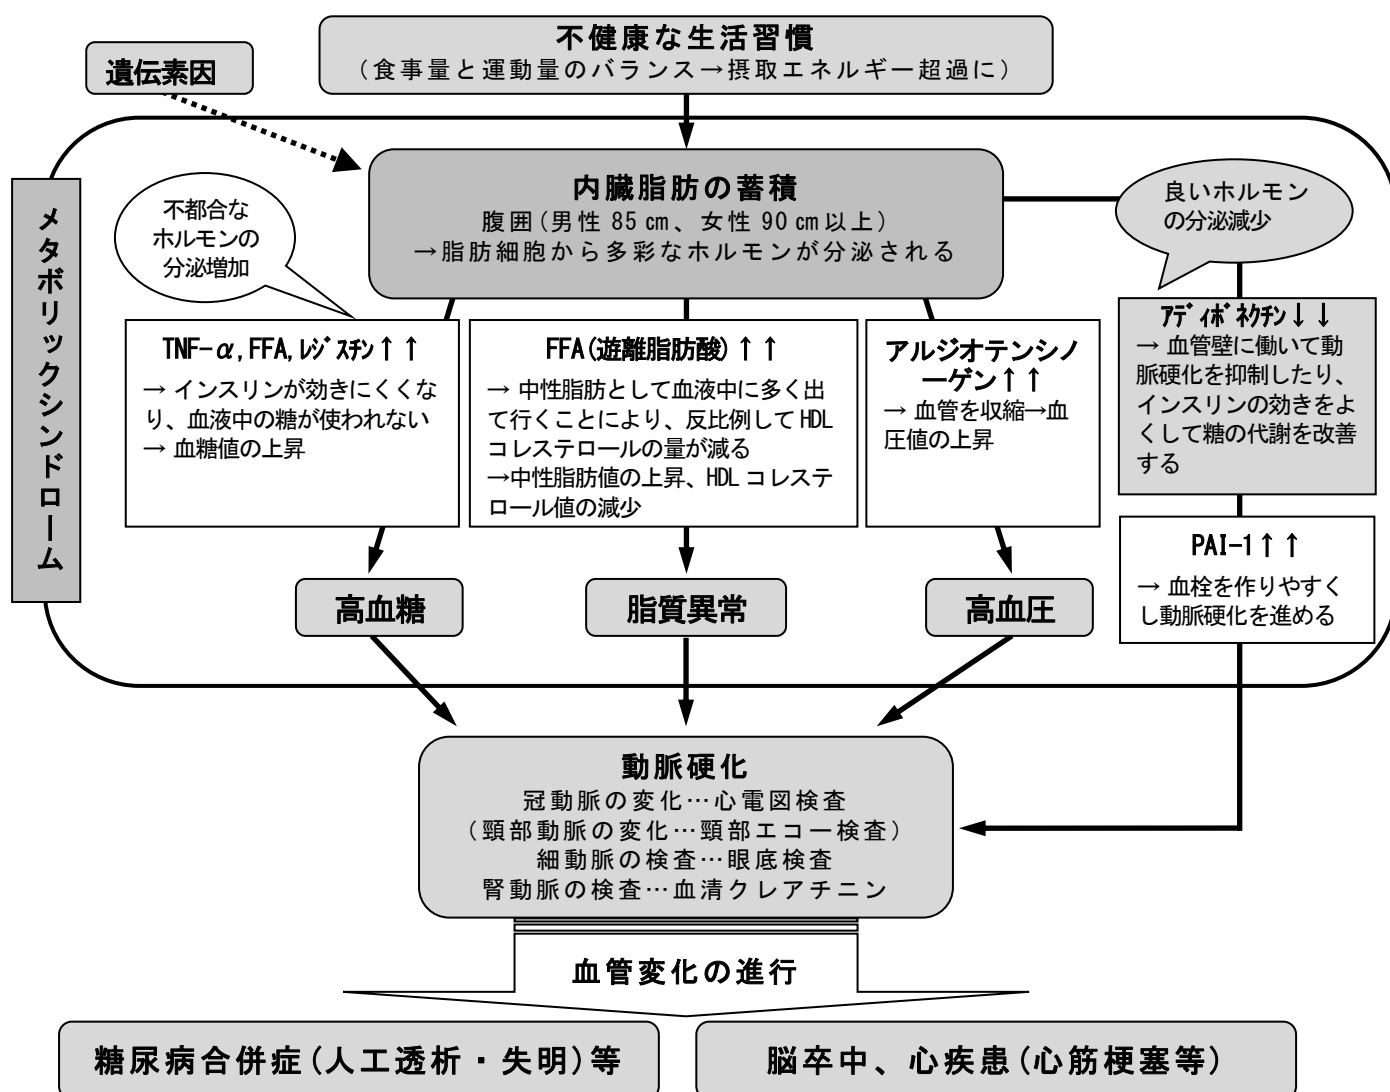 不健康な生活習慣
(食事量と運動量のバランス→摂取エネルギー超過に)
遺伝素因
メタボリックシンドローム
内臓脂肪の蓄積
腹囲(男性 85 cm、女性 90 cm以上)
→脂肪細胞から多彩なホルモンが分泌される
不都合な
ホルモンの
分泌増加
良いホルモン
の分泌減少
TNF-α,FFA,ﾚｼﾞｽﾁﾝ↑↑
→ インスリンが効きにくくな
り、血液中の糖が使われない
→ 血糖値の上昇
FFA(遊離脂肪酸)↑↑
→ 中性脂肪として血液中に多く出
て行くことにより、反比例して HDL
コレステロールの量が減る
→中性脂肪値の上昇、HDL コレステ
ロール値の減少
アルジオテンシノ
ーゲン↑↑
→ 血管を収縮→血
圧値の上昇
ｱﾃﾞｨﾎﾟﾈｸﾁﾝ↓↓
→ 血管壁に働いて動
脈硬化を抑制したり、
インスリンの効きをよ
くして糖の代謝を改善
する
PAI-1↑↑
→ 血栓を作りやすく
し動脈硬化を進める
高血糖
脂質異常
高血圧
動脈硬化
冠動脈の変化…心電図検査
(頸部動脈の変化…頸部エコー検査)
細動脈の検査…眼底検査
腎動脈の検査…血清クレアチニン
血管変化の進行
糖尿病合併症(人工透析・失明)等
脳卒中、心疾患(心筋梗塞等)